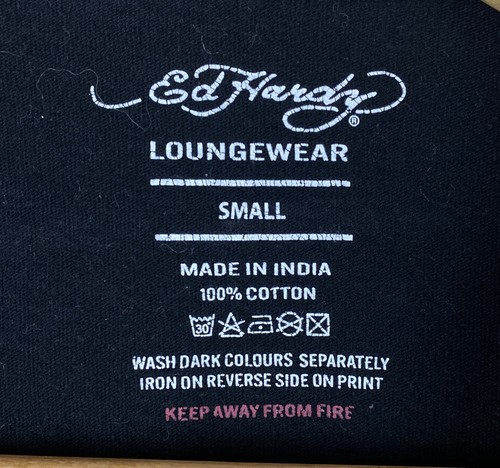 Ed Hardy®
LOUNGEWEAR
SMALL
MADE IN INDIA
100% COTTON
30
WASH DARK COLOURS SEPARATELY
IRON ON REVERSE SIDE ON PRINT
KEEP AWAY FROM FIRE